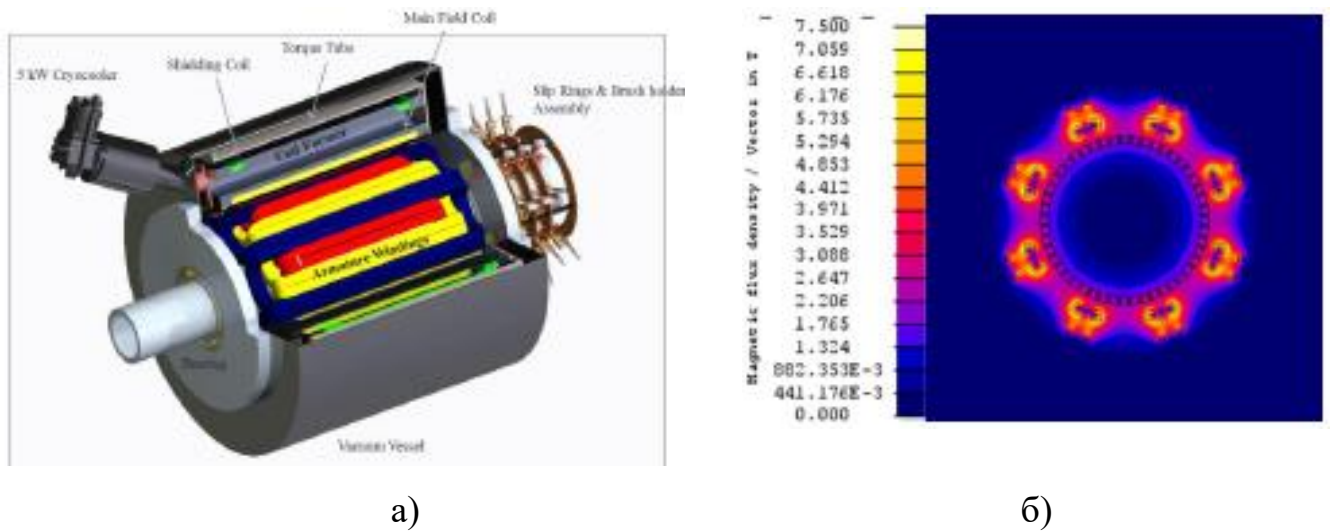 Main Field Coil
Torque Tube
Shielding Coil
5 kW Cryocooler
Slip Rings & Brush holder
Assembly
Coil Former
Armature Windings
Vacuum Vessel
Magnetic flux density / Vector in T
7.500
7.059
6.618
6.176
5.735
5.294
4.853
4.412
3.971
3.529
3.088
2.647
2.206
1.765
1.324
882.353E-3
441.176E-3
0.000
а)
б)